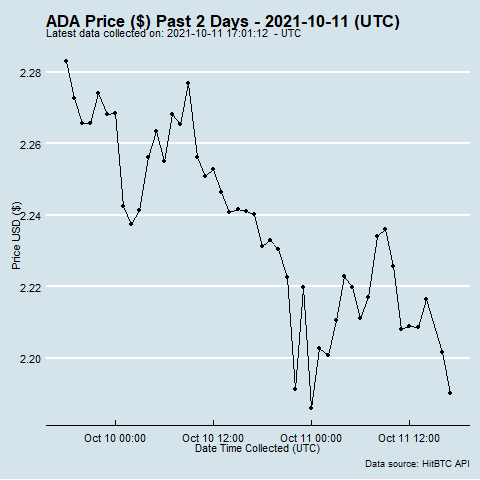 ADA Price ($) Past 2 Days - 2021-10-11 (UTC)
Latest data collected on: 2021-10-11 17:01:12 - UTC
2.28
2.26
2.24
2.22
2.20
Price USD ($)
Oct 10 00:00
Oct 10 12:00
Oct 11 00:00
Oct 11 12:00
Date Time Collected (UTC)
Data source: HitBTC API